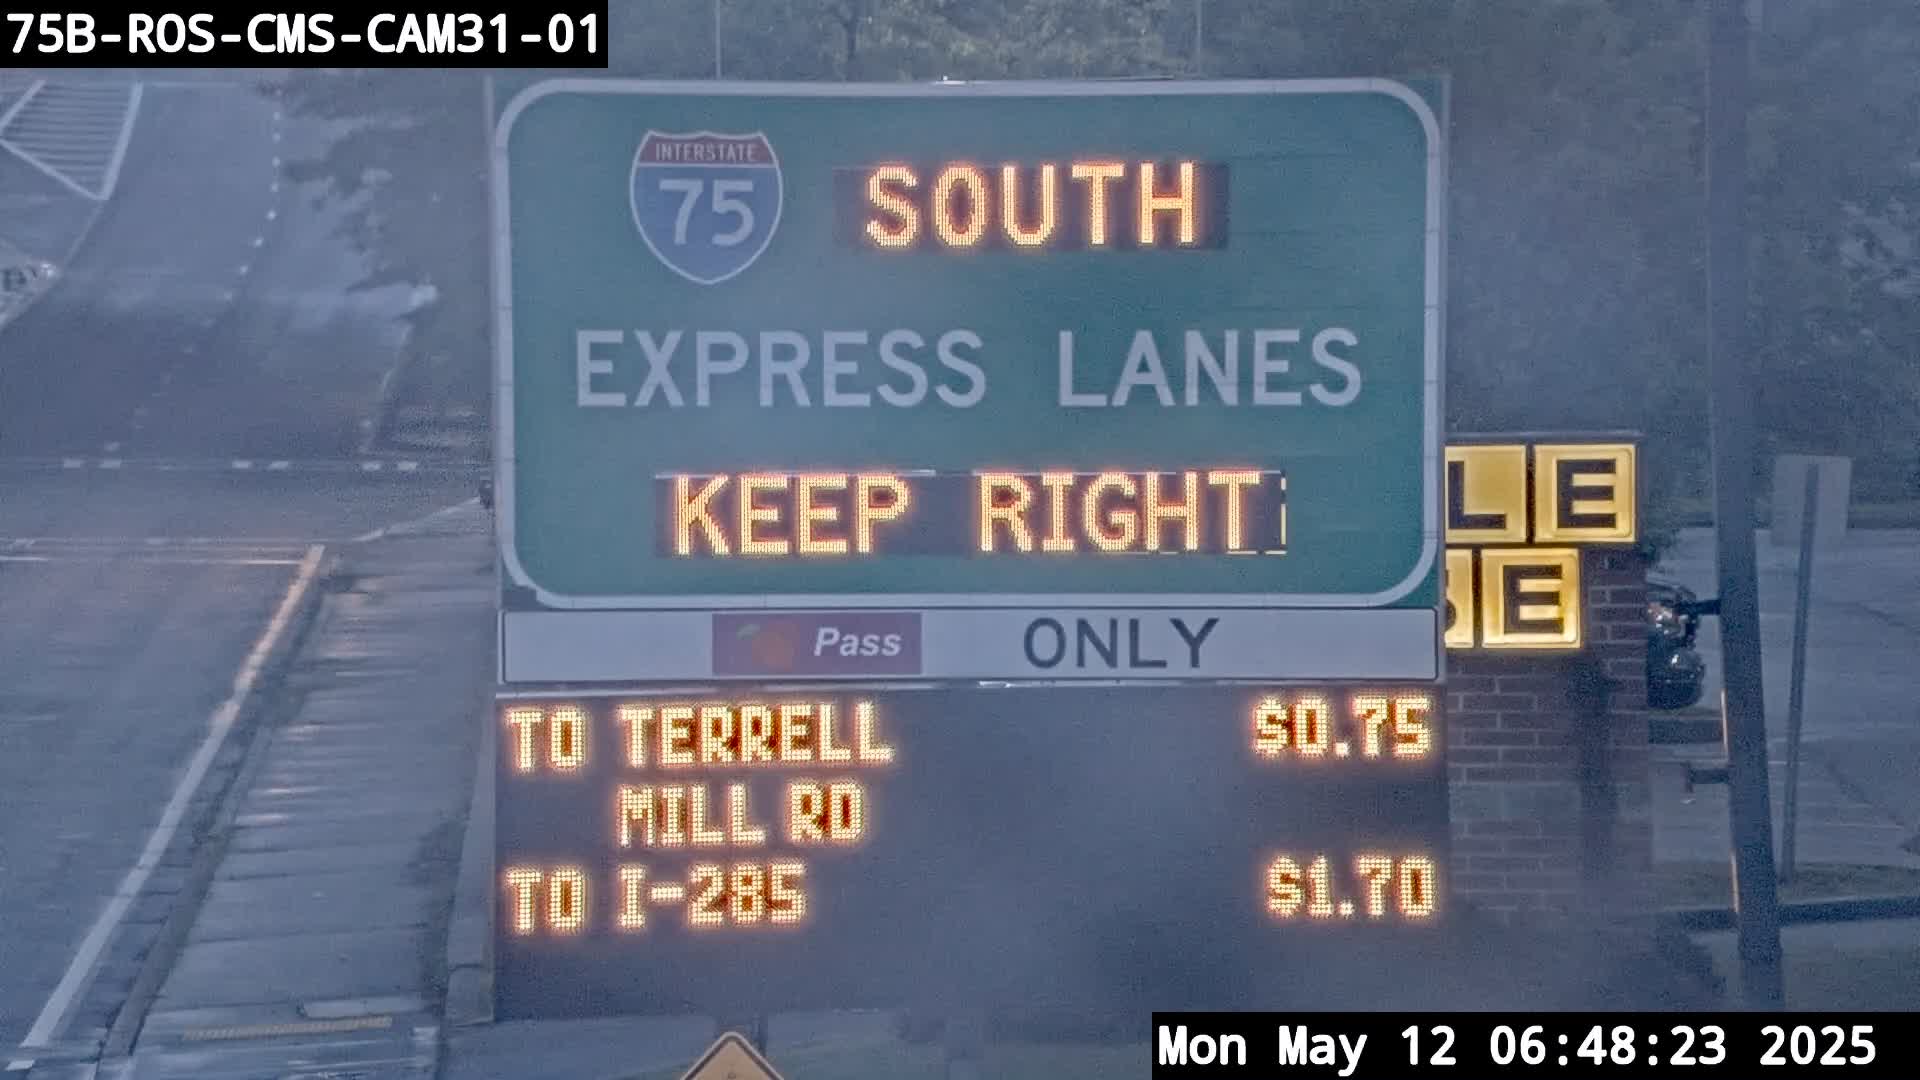 75B-ROS-CMS-CAM31-01
INTERSTATE
75
SOUTH
EXPRESS LANES
KEEP RIGHT
Pass ONLY
LE
E
TO TERRELL $0.75
MILL RD
TO I-285 $1.70
Mon May 12 06:48:23 2025